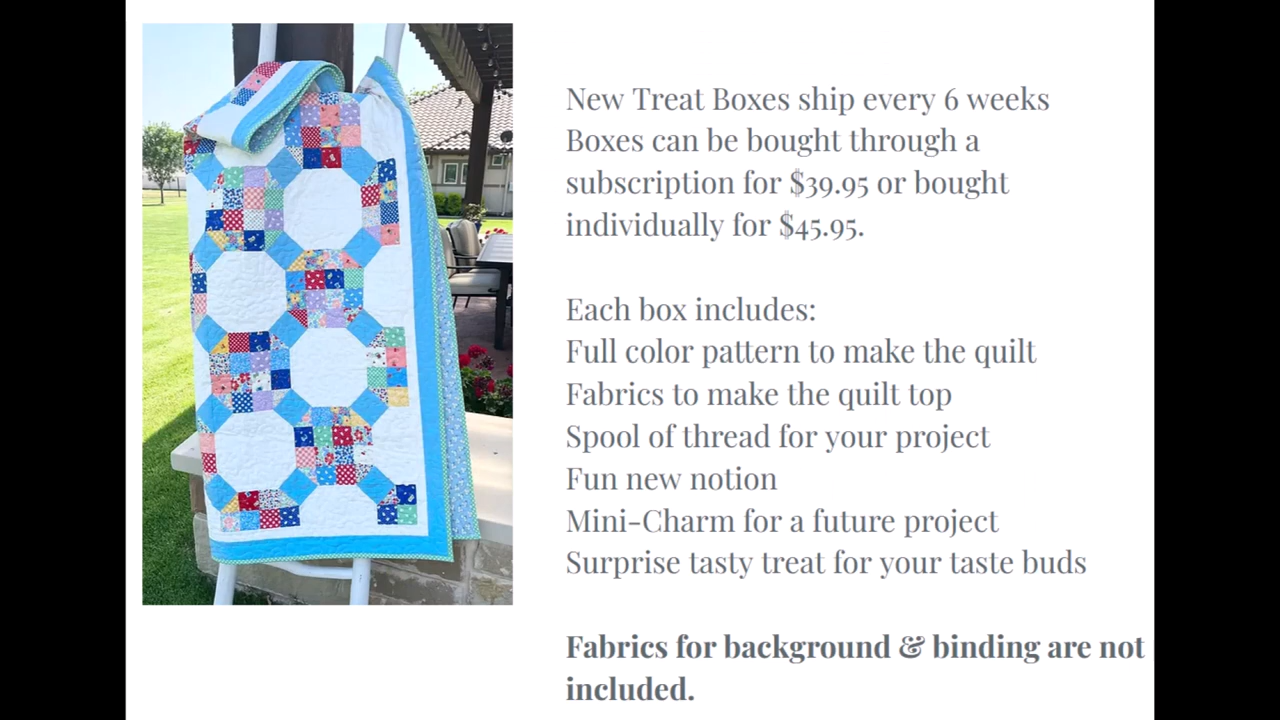 New Treat Boxes ship every 6 weeks
Boxes can be bought through a
subscription for $39.95 or bought
individually for $45.95.
Each box includes:
Full color pattern to make the quilt
Fabrics to make the quilt top
Spool of thread for your project
Fun new notion
Mini-Charm for a future project
Surprise tasty treat for your taste buds
Fabrics for background & binding are not
included.